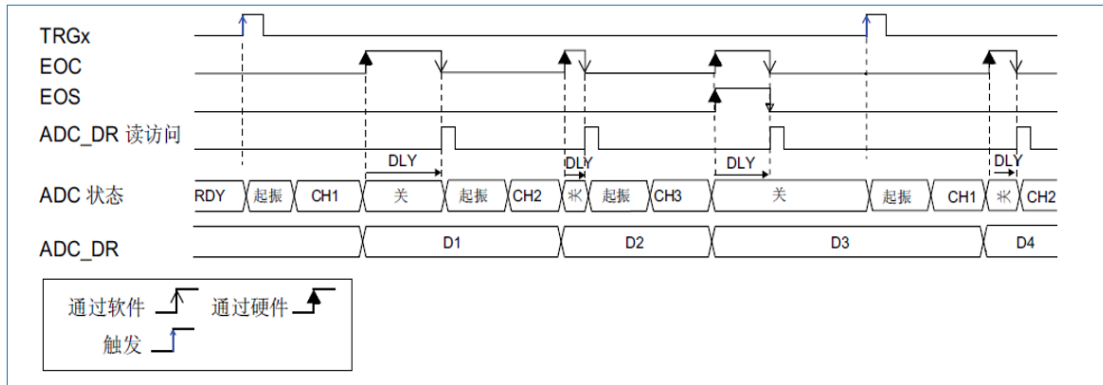 TRGx
EOC
EOS
ADC_DR 读访问
DLY DLY DLY DLY
ADC 状态 RDY 起振 CH1 关 起振 CH2 关 起振 CH3 关 起振 CH1 关 CH2
ADC_DR D1 D2 D3 D4
通过软件 通过硬件
触发